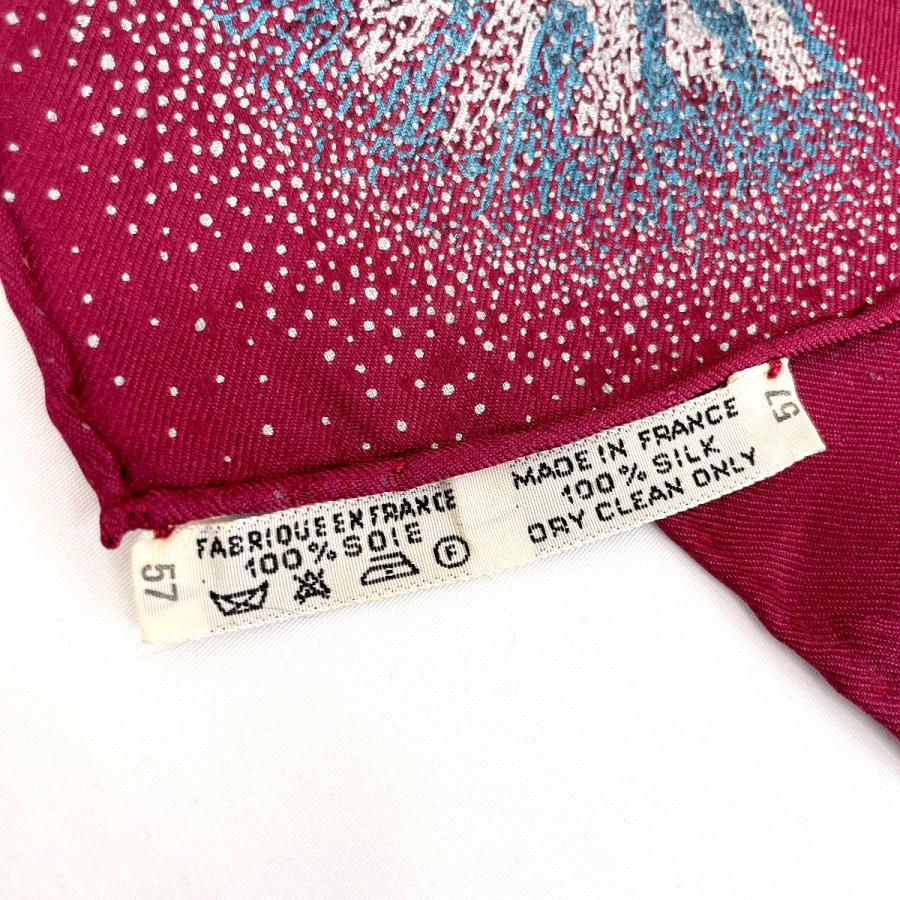 FABRIQUE EN FRANCE
100% SOIE
F
57
MADE IN FRANCE
100% SILK
DRY CLEAN ONLY
57